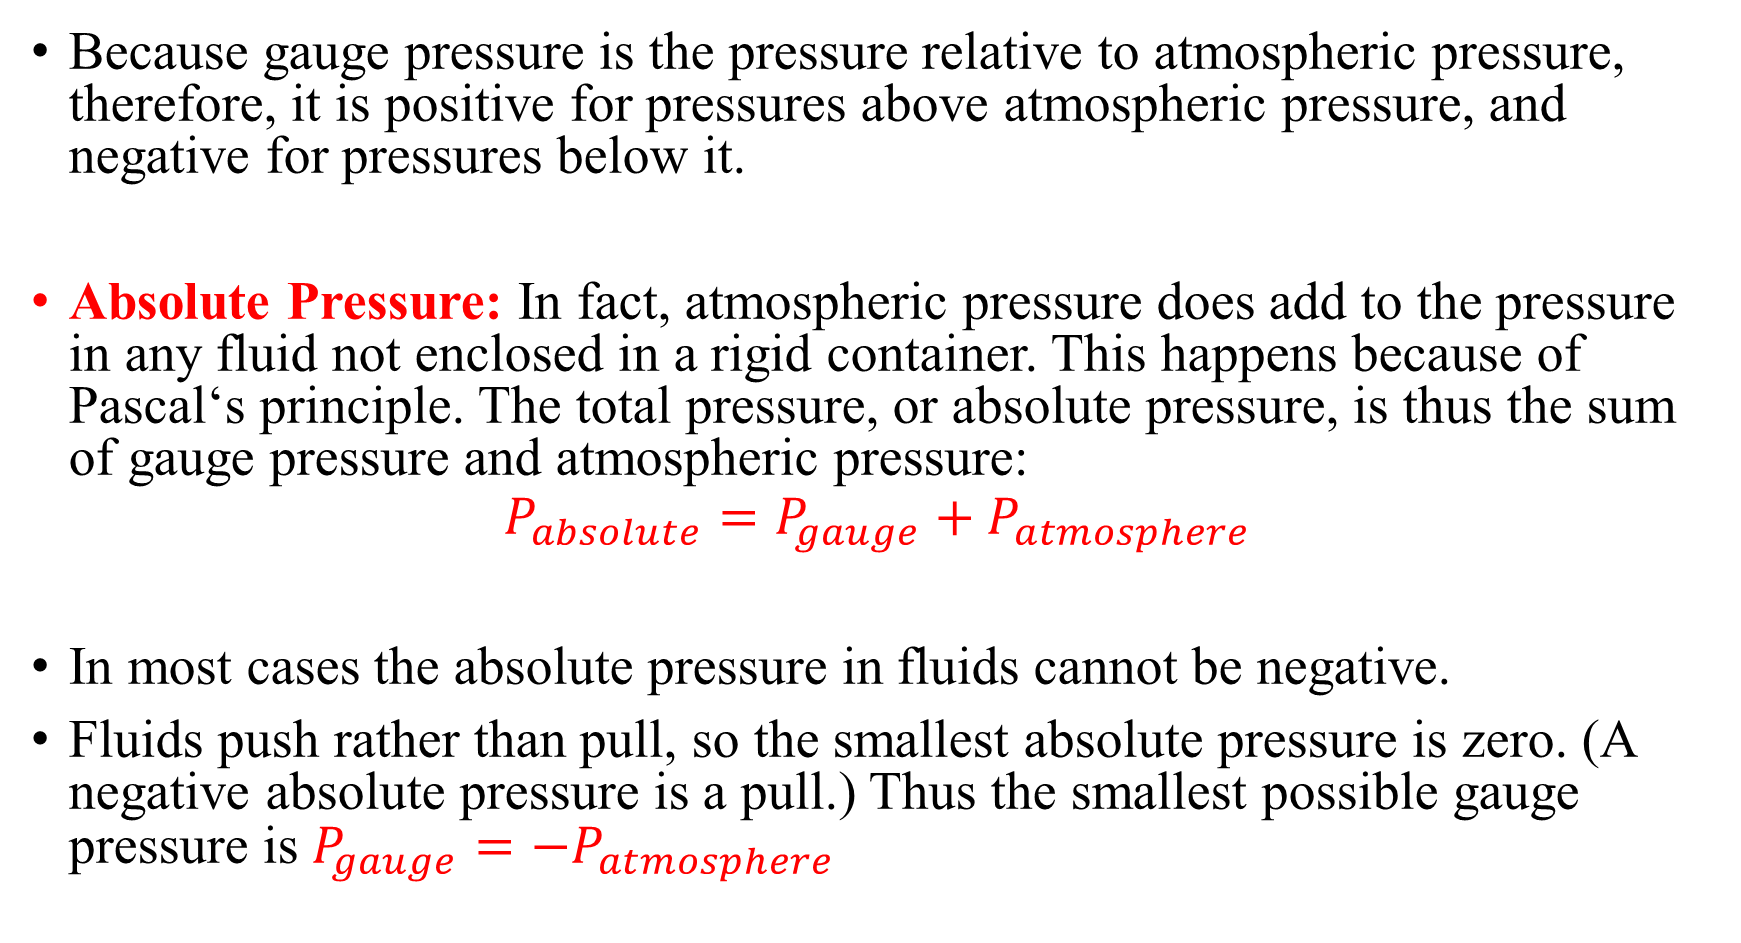 • Because gauge pressure is the pressure relative to atmospheric pressure,
therefore, it is positive for pressures above atmospheric pressure, and
negative for pressures below it.
• Absolute Pressure: In fact, atmospheric pressure does add to the pressure
in any fluid not enclosed in a rigid container. This happens because of
Pascal‘s principle. The total pressure, or absolute pressure, is thus the sum
of gauge pressure and atmospheric pressure:
P_absolute = P_gauge + P_atmosphere
• In most cases the absolute pressure in fluids cannot be negative.
• Fluids push rather than pull, so the smallest absolute pressure is zero. (A
negative absolute pressure is a pull.) Thus the smallest possible gauge
pressure is P_gauge = −P_atmosphere